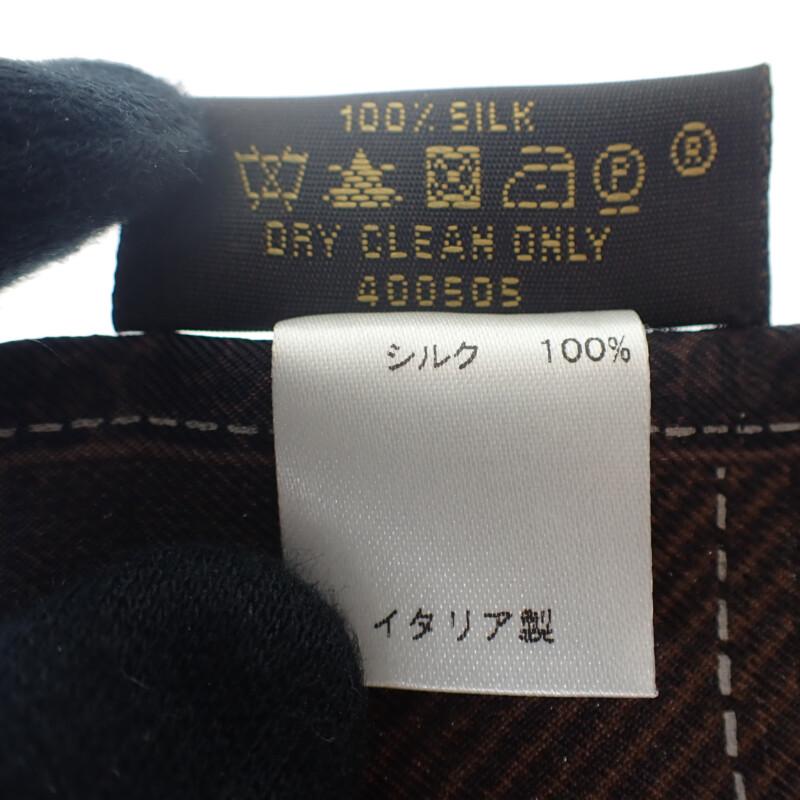 100% SILK
P ®
DRY CLEAN ONLY
400505
シルク 100%
イタリア製